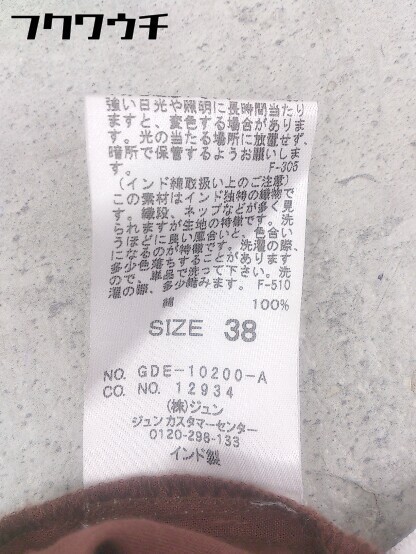 フクワウチ
強い日光や照明に長時間当たり
ますと、変色する場合がありま
す。光の当たる場所に放置せず、
暗所で保管するようお願いしま
す。 F-305
(インド綿取扱い上のご注意)
この素材はインド独特の織物で
す。織段、ネップなどが多く見
られますが生地の特徴です。洗
うほどに良い風合いと、色合い
になるのが特徴です。洗濯の際、
多少色落ちすることがあります
ので、単品で洗って下さい。洗
濯の際、多少縮みます。 F-510
綿 100%
SIZE 38
NO. GDE-10200-A
CO. NO. 12934
(株)ジュン
ジュン カスタマーセンター
0120-298-133
インド製